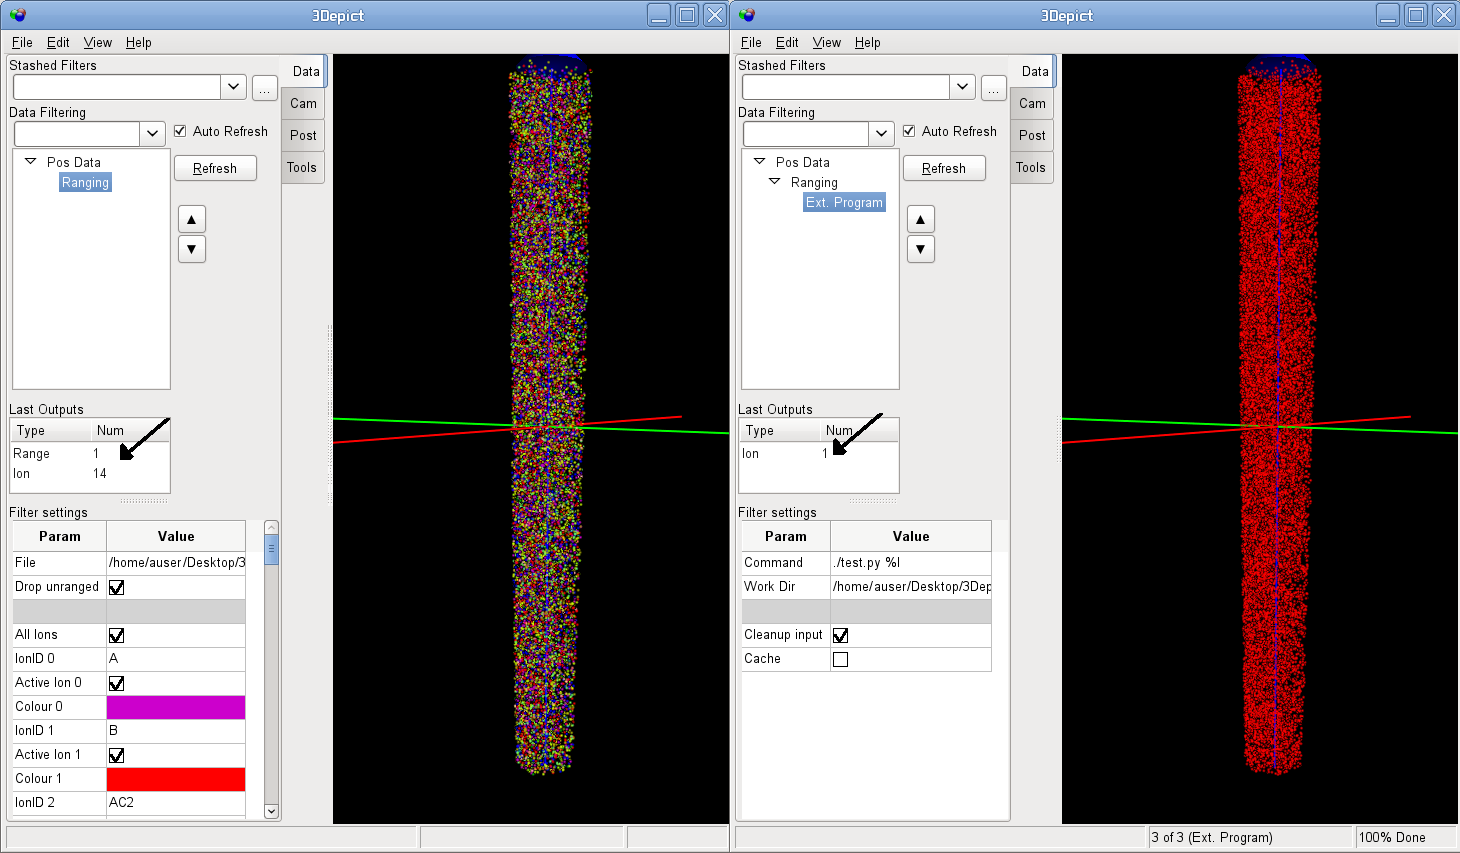 3Depict
File Edit View Help
Stashed Filters
...
Data Filtering
Auto Refresh
Pos Data
Ranging
Refresh
Data
Cam
Post
Tools
Last Outputs
Type Num
Range 1
Ion 14
Filter settings
Param Value
File /home/auser/Desktop/3
Drop unranged
All Ions
IonID 0 A
Active Ion 0
Colour 0
IonID 1 B
Active Ion 1
Colour 1
IonID 2 AC2
3Depict
File Edit View Help
Stashed Filters
...
Data Filtering
Auto Refresh
Pos Data
Ranging
Ext. Program
Refresh
Data
Cam
Post
Tools
Last Outputs
Type Num
Ion 1
Filter settings
Param Value
Command ./test.py %I
Work Dir /home/auser/Desktop/3Dep
Cleanup input
Cache
3 of 3 (Ext. Program) 100% Done